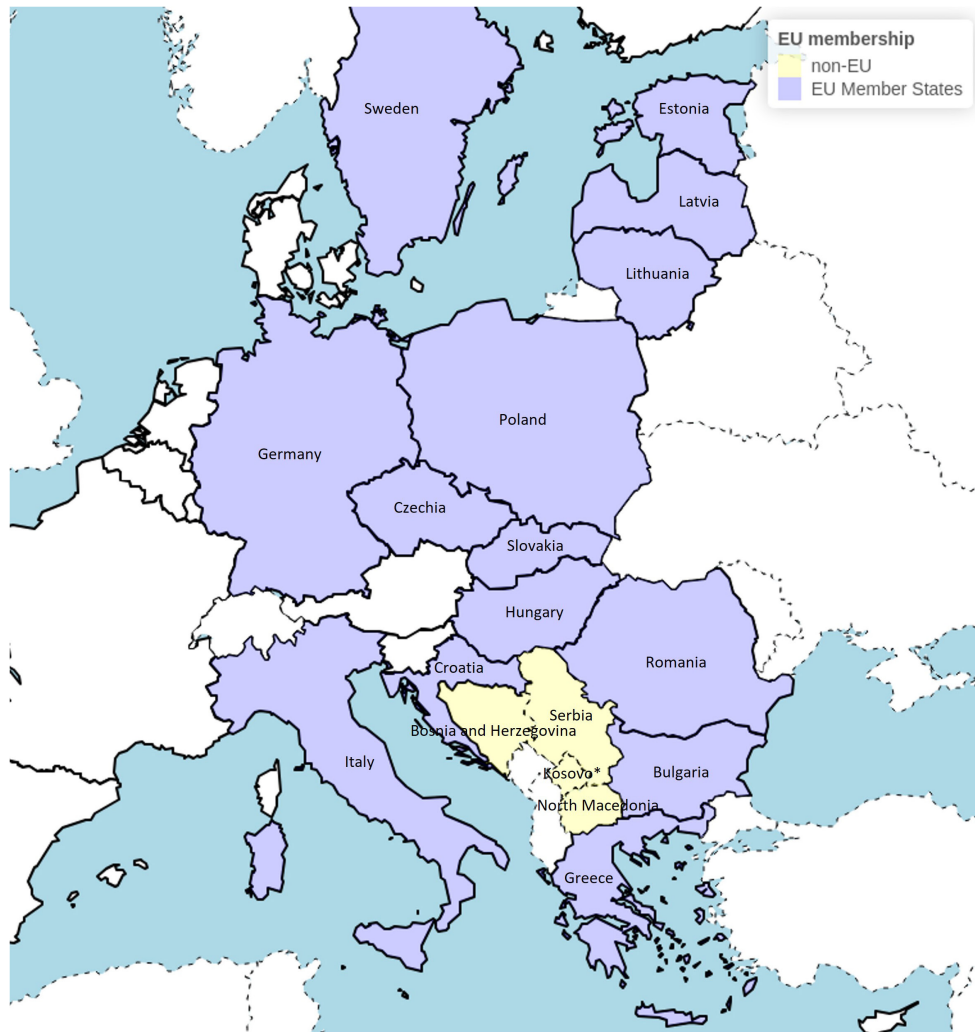 EU membership
non-EU
EU Member States
Sweden
Estonia
Latvia
Lithuania
Poland
Germany
Czechia
Slovakia
Hungary
Romania
Croatia
Serbia
Bosnia and Herzegovina
Italy
Kosovo*
Bulgaria
North Macedonia
Greece